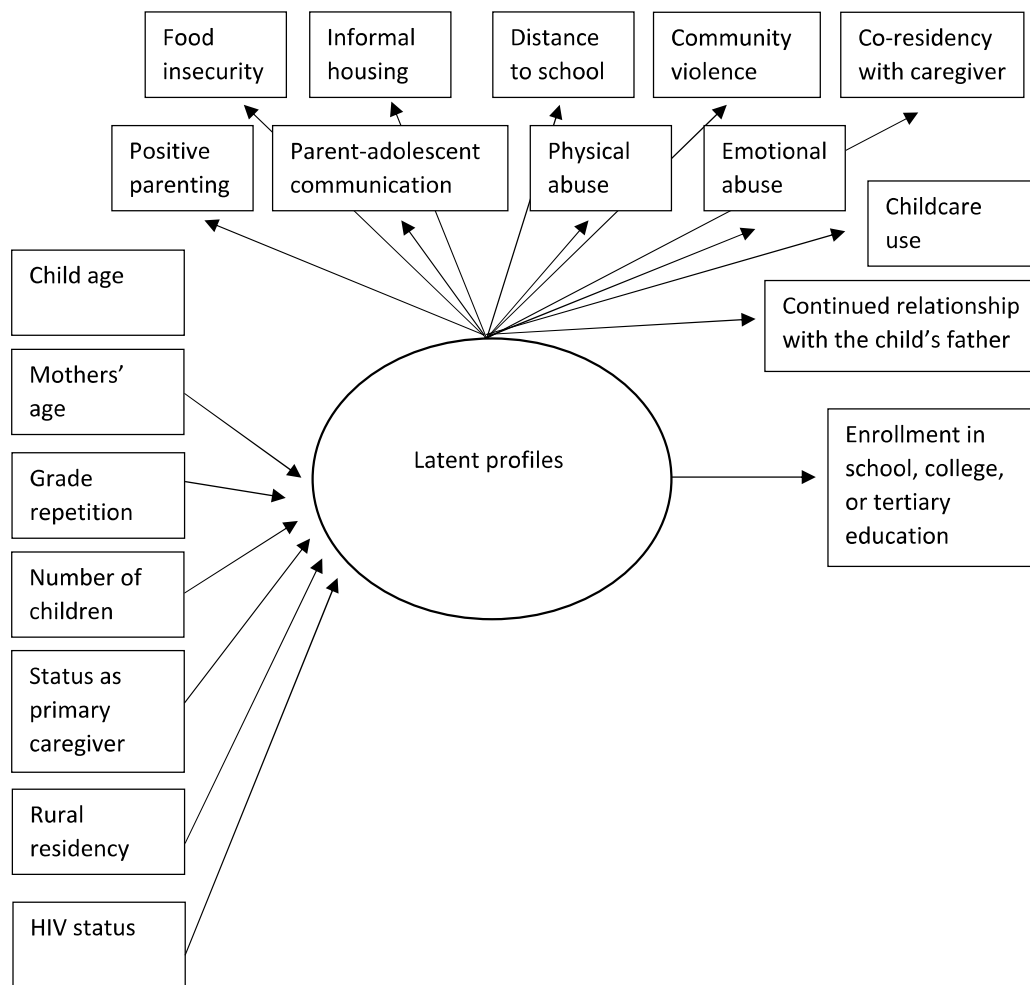 Food
insecurity
Informal
housing
Distance
to school
Community
violence
Co-residency
with caregiver
Positive
parenting
Parent-adolescent
communication
Physical
abuse
Emotional
abuse
Childcare
use
Continued relationship
with the child’s father
Child age
Mothers’
age
Grade
repetition
Number of
children
Status as
primary
caregiver
Rural
residency
HIV status
Latent profiles
Enrollment in
school, college,
or tertiary
education